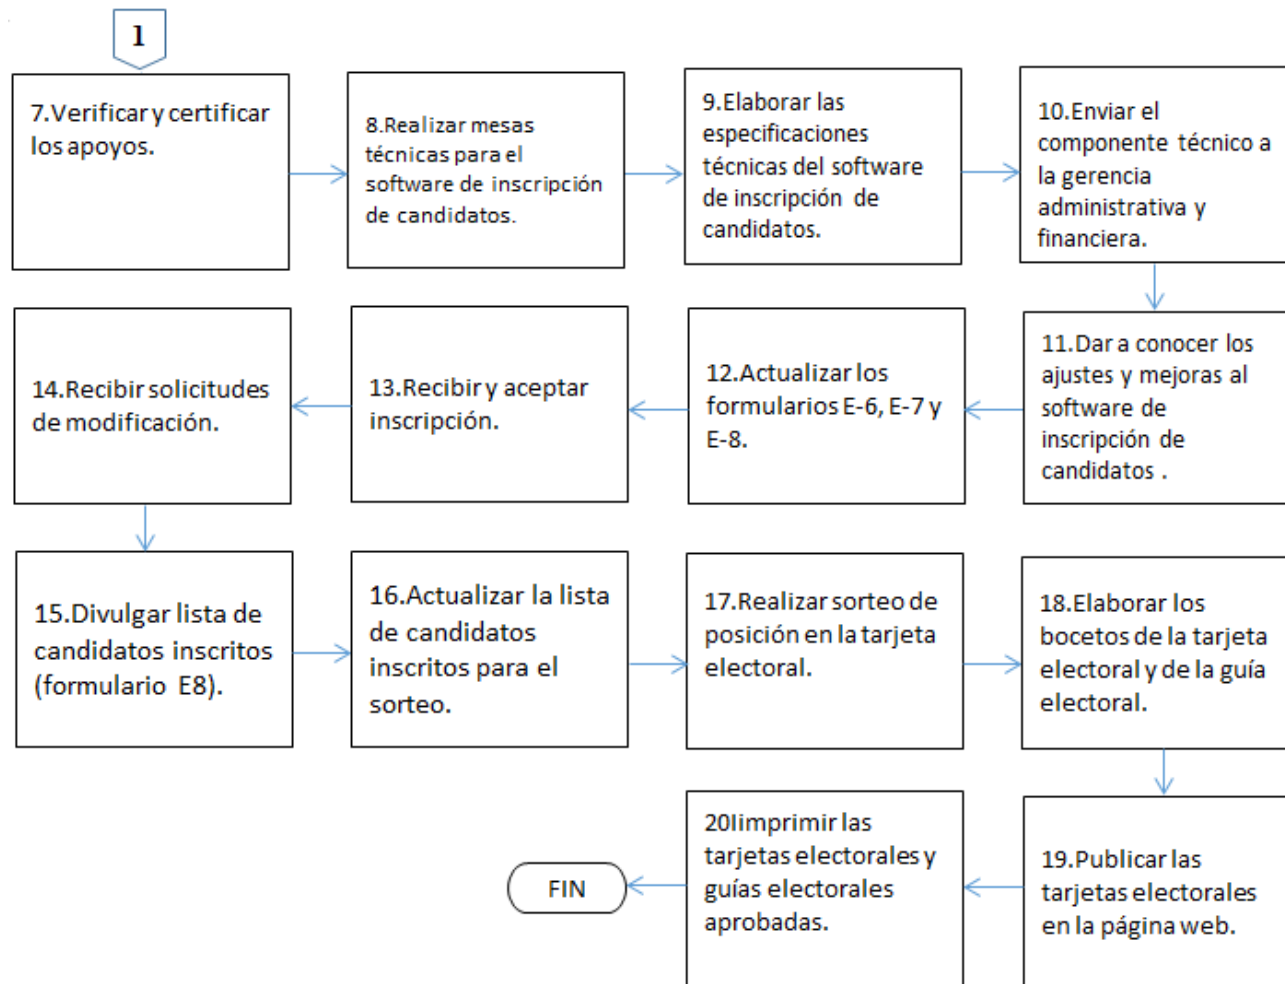 1
7.Verificar y certificar
los apoyos.
8.Realizar mesas
técnicas para el
software de inscripción
de candidatos.
9.Elaborar las
especificaciones
técnicas del software
de inscripción de
candidatos.
10.Enviar el
componente técnico a
la gerencia
administrativa y
financiera.
11.Dar a conocer los
ajustes y mejoras al
software de
inscripción de
candidatos .
12.Actualizar los
formularios E-6, E-7 y
E-8.
13.Recibir y aceptar
inscripción.
14.Recibir solicitudes
de modificación.
15.Divulgar lista de
candidatos inscritos
(formulario E8).
16.Actualizar la lista
de candidatos
inscritos para el
sorteo.
17.Realizar sorteo de
posición en la tarjeta
electoral.
18.Elaborar los
bocetos de la tarjeta
electoral y de la guía
electoral.
19.Publicar las
tarjetas electorales
en la página web.
20Iimprimir las
tarjetas electorales y
guías electorales
aprobadas.
FIN